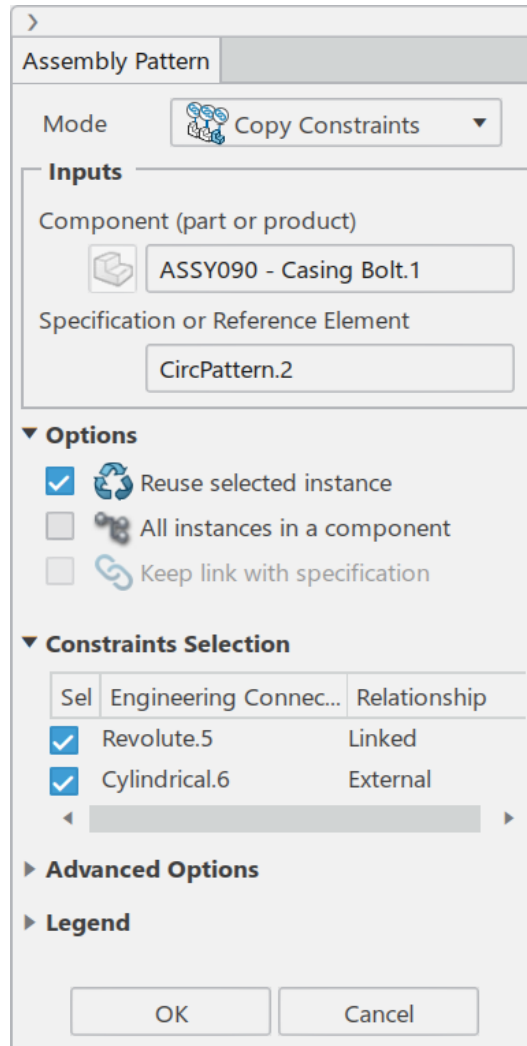 Assembly Pattern
Mode Copy Constraints
Inputs
Component (part or product)
ASSY090 - Casing Bolt.1
Specification or Reference Element
CircPattern.2
Options
Reuse selected instance
All instances in a component
Keep link with specification
Constraints Selection
Sel Engineering Connec... Relationship
Revolute.5 Linked
Cylindrical.6 External
Advanced Options
Legend
OK Cancel